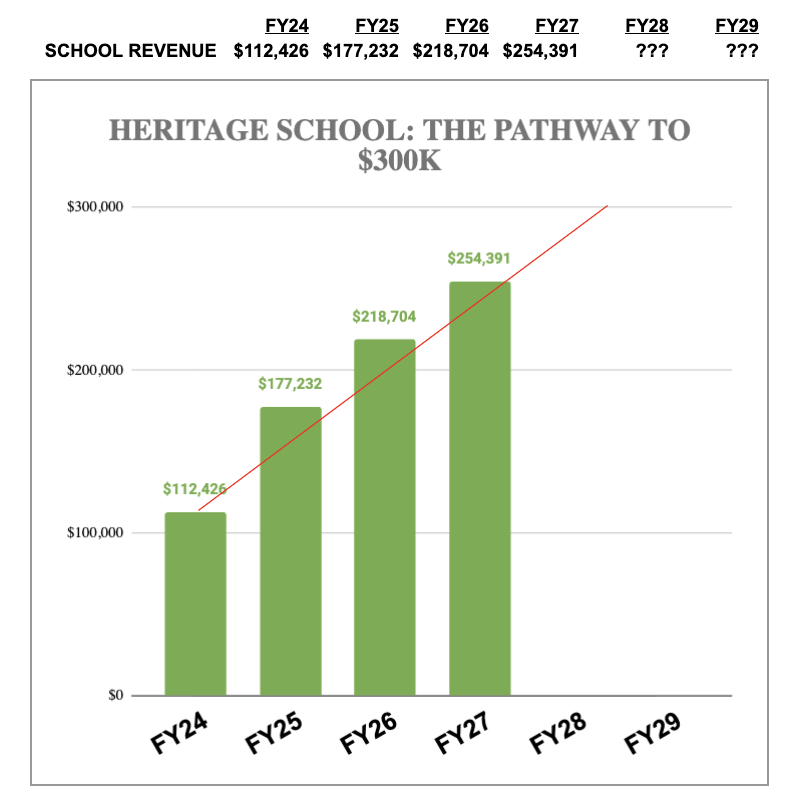 FY24 FY25 FY26 FY27 FY28 FY29
SCHOOL REVENUE $112,426 $177,232 $218,704 $254,391 ??? ???
HERITAGE SCHOOL: THE PATHWAY TO
$300K
$300,000
$254,391
$218,704
$200,000
$177,232
$112,426
$100,000
$0
FY24 FY25 FY26 FY27 FY28 FY29